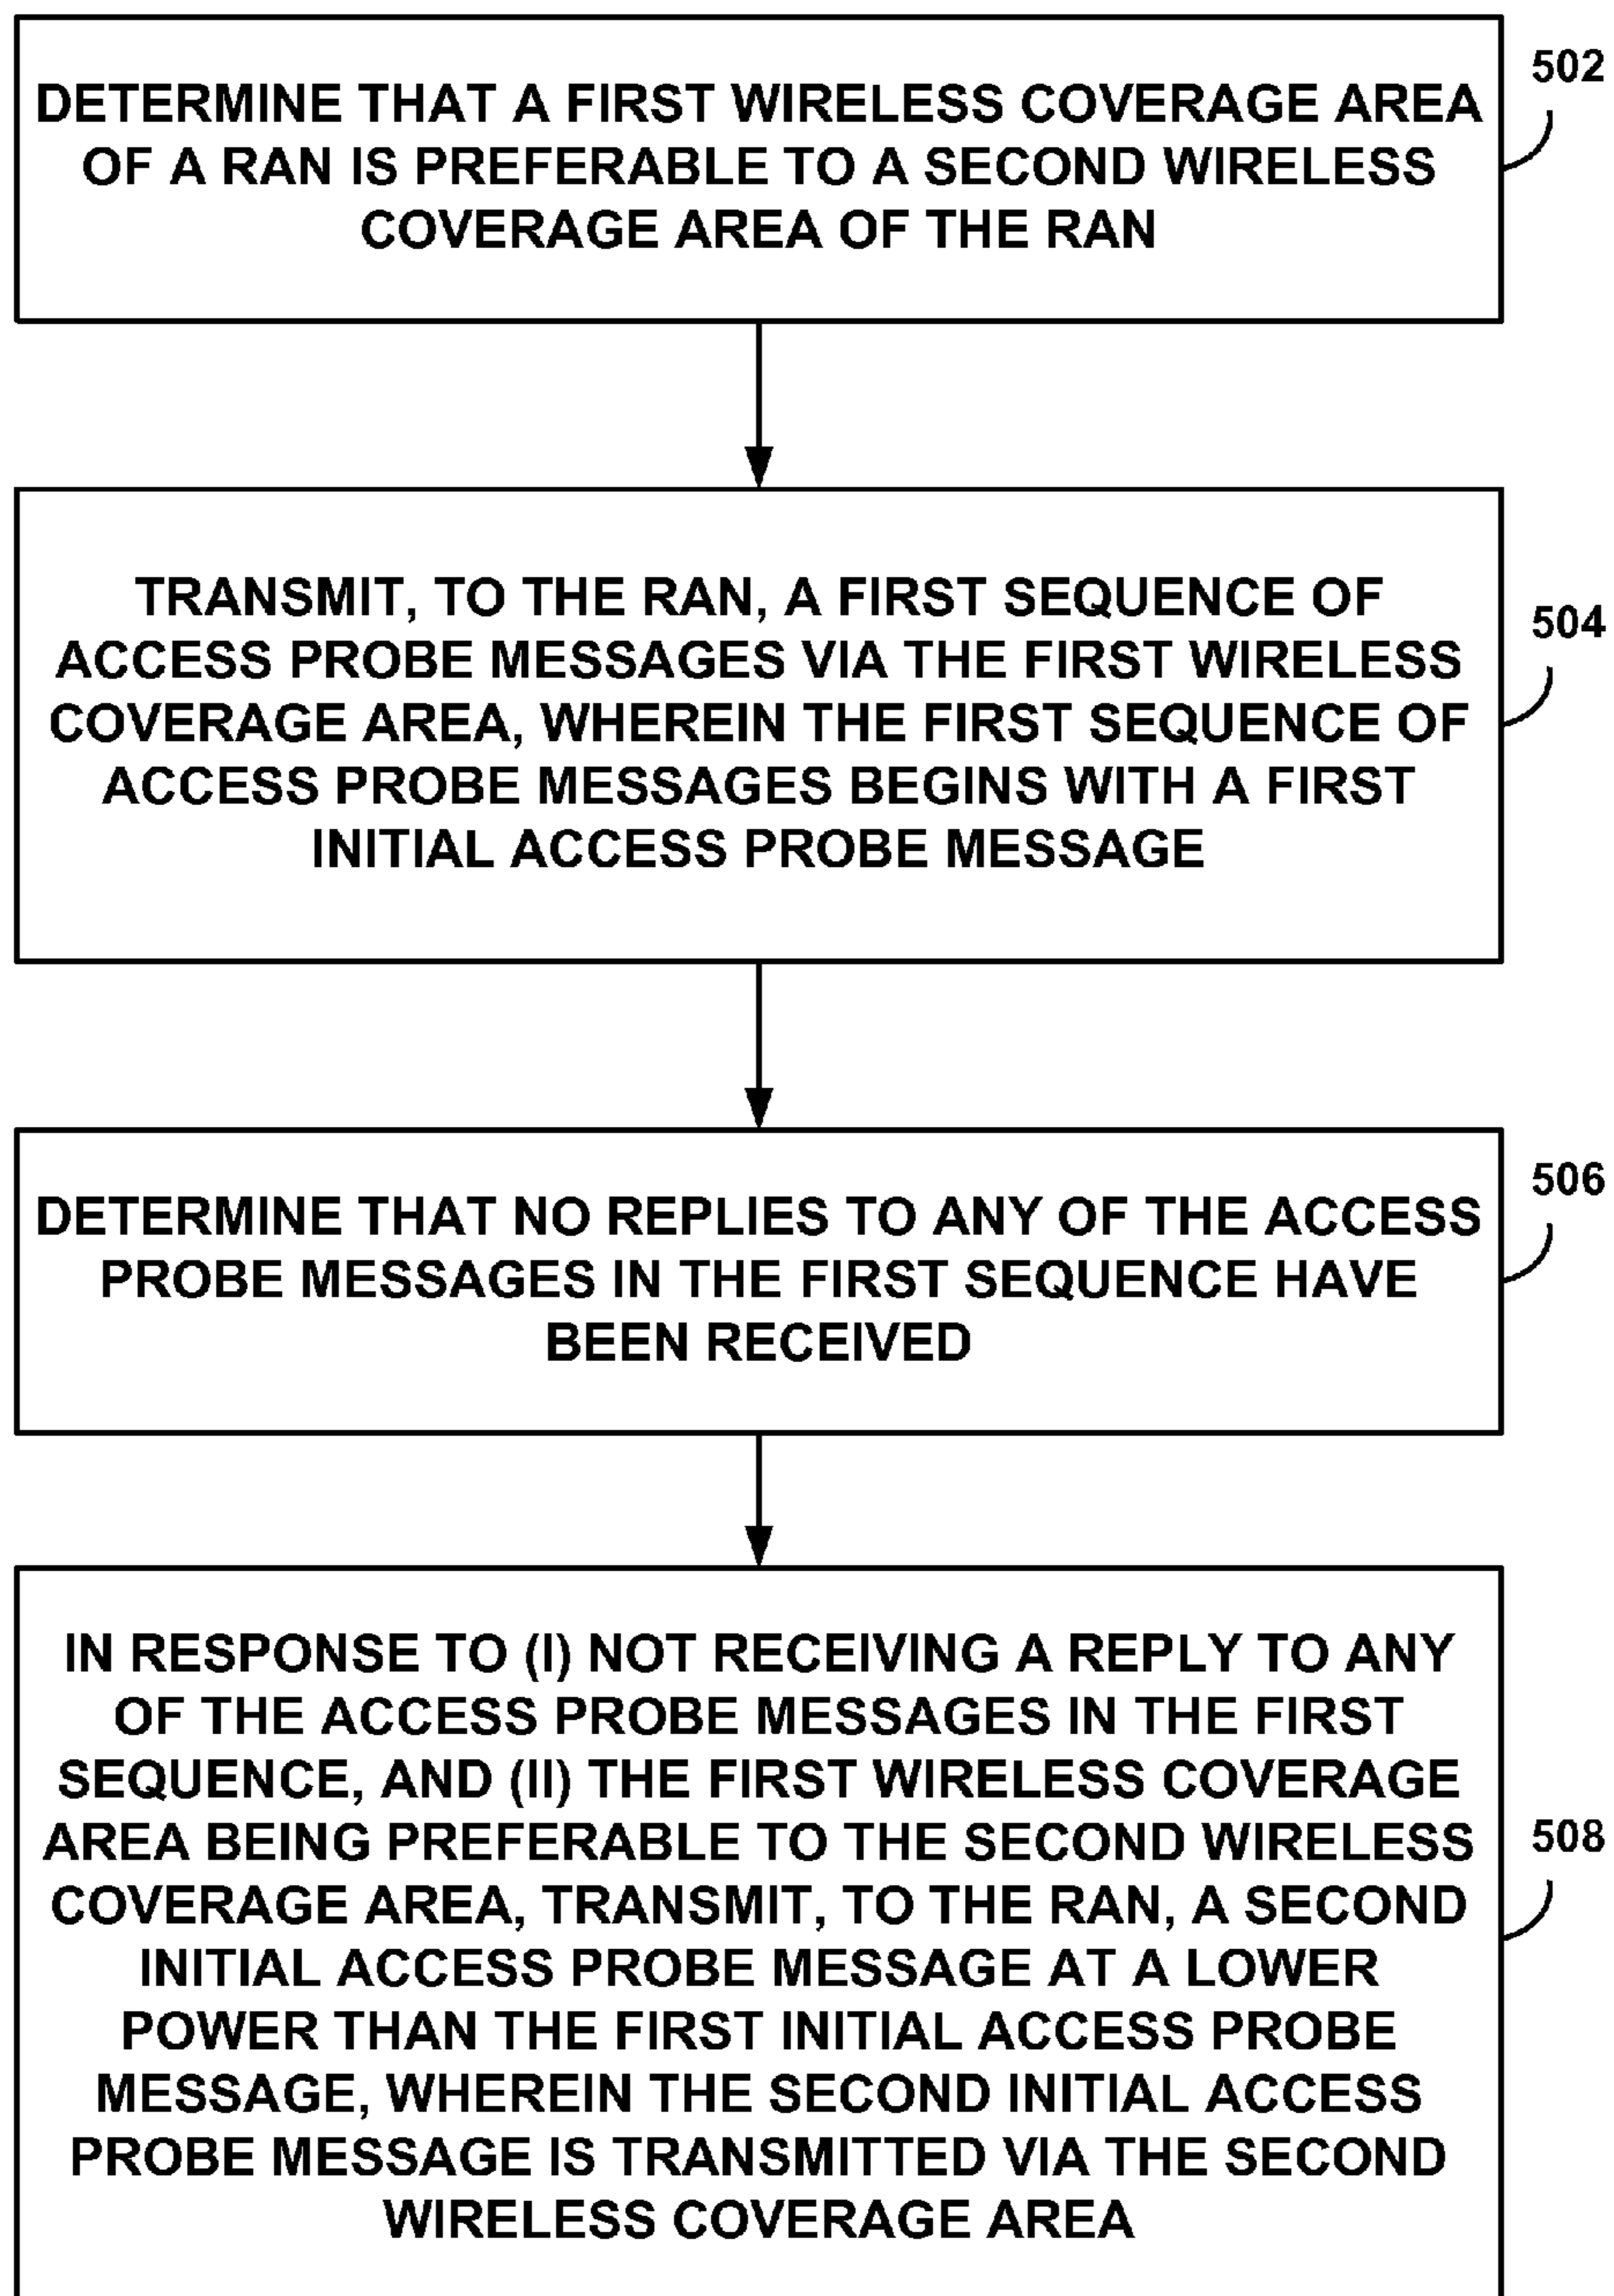 DETERMINE THAT A FIRST WIRELESS COVERAGE AREA
OF A RAN IS PREFERABLE TO A SECOND WIRELESS
COVERAGE AREA OF THE RAN
502
TRANSMIT, TO THE RAN, A FIRST SEQUENCE OF
ACCESS PROBE MESSAGES VIA THE FIRST WIRELESS
COVERAGE AREA, WHEREIN THE FIRST SEQUENCE OF
ACCESS PROBE MESSAGES BEGINS WITH A FIRST
INITIAL ACCESS PROBE MESSAGE
504
DETERMINE THAT NO REPLIES TO ANY OF THE ACCESS
PROBE MESSAGES IN THE FIRST SEQUENCE HAVE
BEEN RECEIVED
506
IN RESPONSE TO (I) NOT RECEIVING A REPLY TO ANY
OF THE ACCESS PROBE MESSAGES IN THE FIRST
SEQUENCE, AND (II) THE FIRST WIRELESS COVERAGE
AREA BEING PREFERABLE TO THE SECOND WIRELESS
COVERAGE AREA, TRANSMIT, TO THE RAN, A SECOND
INITIAL ACCESS PROBE MESSAGE AT A LOWER
POWER THAN THE FIRST INITIAL ACCESS PROBE
MESSAGE, WHEREIN THE SECOND INITIAL ACCESS
PROBE MESSAGE IS TRANSMITTED VIA THE SECOND
WIRELESS COVERAGE AREA
508